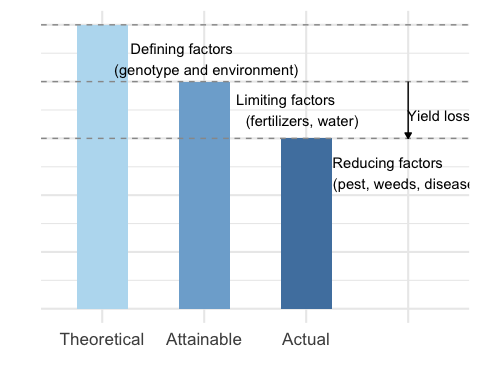 Defining factors
(genotype and environment)
Limiting factors
(fertilizers, water)
Yield loss
Reducing factors
(pest, weeds, disease
Theoretical
Attainable
Actual